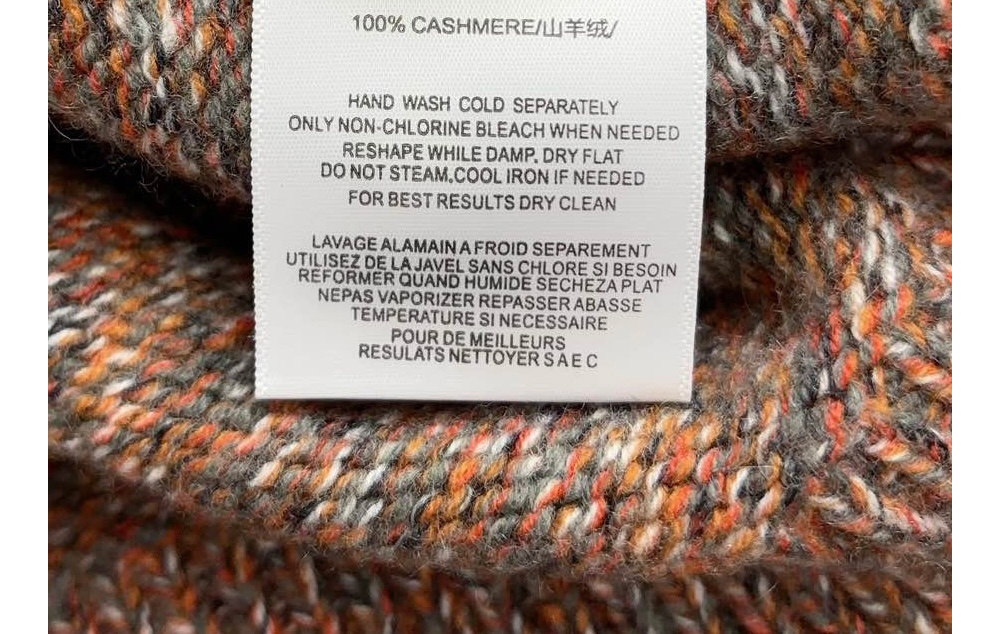 100% CASHMERE/山羊绒/
HAND WASH COLD SEPARATELY
ONLY NON-CHLORINE BLEACH WHEN NEEDED
RESHAPE WHILE DAMP. DRY FLAT
DO NOT STEAM.COOL IRON IF NEEDED
FOR BEST RESULTS DRY CLEAN
LAVAGE ALAMAIN A FROID SEPAREMENT
UTILISEZ DE LA JAVEL SANS CHLORE SI BESOIN
REFORMER QUAND HUMIDE SECHEZA PLAT
NEPAS VAPORIZER REPASSER ABASSE
TEMPERATURE SI NECESSAIRE
POUR DE MEILLEURS
RESULATS NETTOYER S A E C